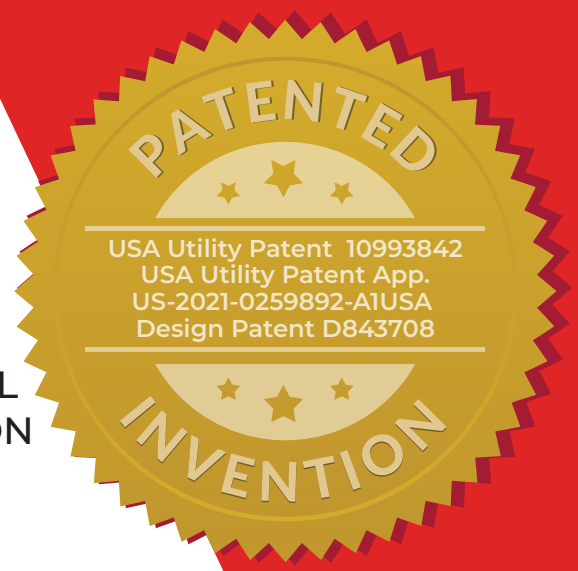 PATENTED
USA Utility Patent 10993842
USA Utility Patent App.
US-2021-0259892-A1USA
Design Patent D843708
INVENTION